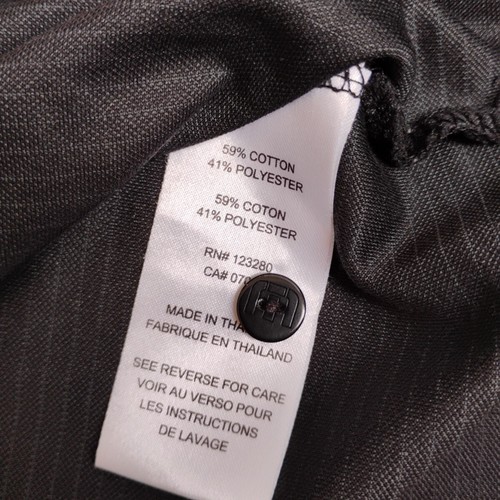 59% COTTON
41% POLYESTER
59% COTON
41% POLYESTER
RN# 123280
CA#
MADE IN
FABRIQUE EN THAILAND
SEE REVERSE FOR CARE
VOIR AU VERSO POUR
LES INSTRUCTIONS
DE LAVAGE